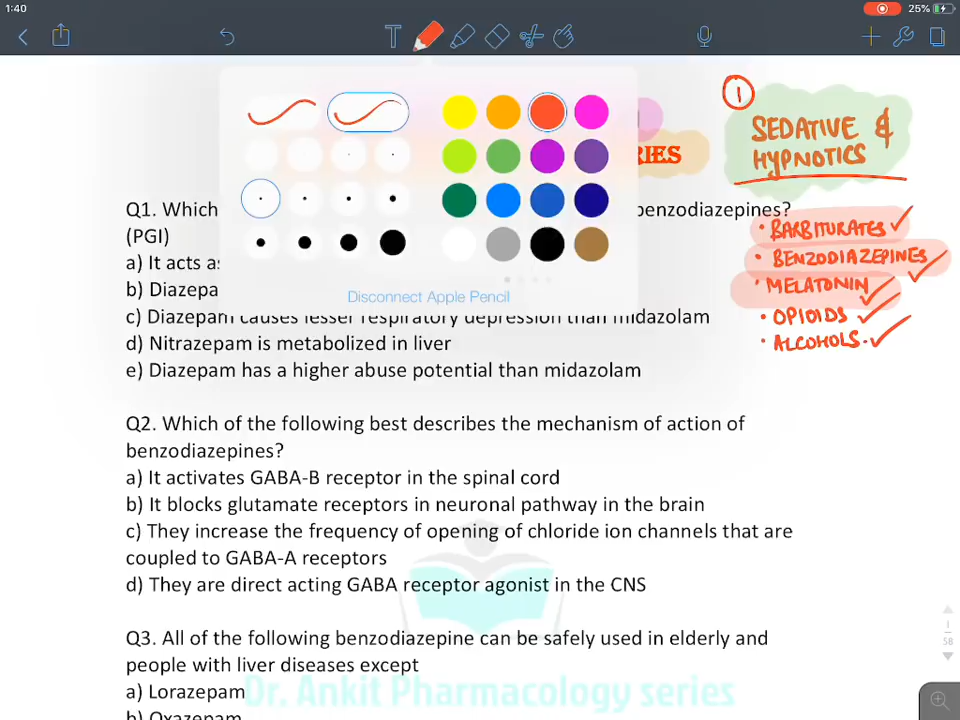 1:40
25%
T
1
SEDATIVE &
HYPNOTICS
RIES
Q1. Which
benzodiazepines?
(PGI)
• BARBITURATES ✓
a) It acts as
• BENZODIAZEPINES ✓
b) Diazepa
• MELATONIN ✓
Disconnect Apple Pencil
c) Diazepam causes lesser respiratory depression than midazolam
• OPIOIDS ✓
d) Nitrazepam is metabolized in liver
• ALCOHOLS. ✓
e) Diazepam has a higher abuse potential than midazolam
Q2. Which of the following best describes the mechanism of action of
benzodiazepines?
a) It activates GABA-B receptor in the spinal cord
b) It blocks glutamate receptors in neuronal pathway in the brain
c) They increase the frequency of opening of chloride ion channels that are
coupled to GABA-A receptors
d) They are direct acting GABA receptor agonist in the CNS
1
58
Q3. All of the following benzodiazepine can be safely used in elderly and
people with liver diseases except
a) Lorazepam
Dr. Ankit Pharmacology series
b) Oxazepam